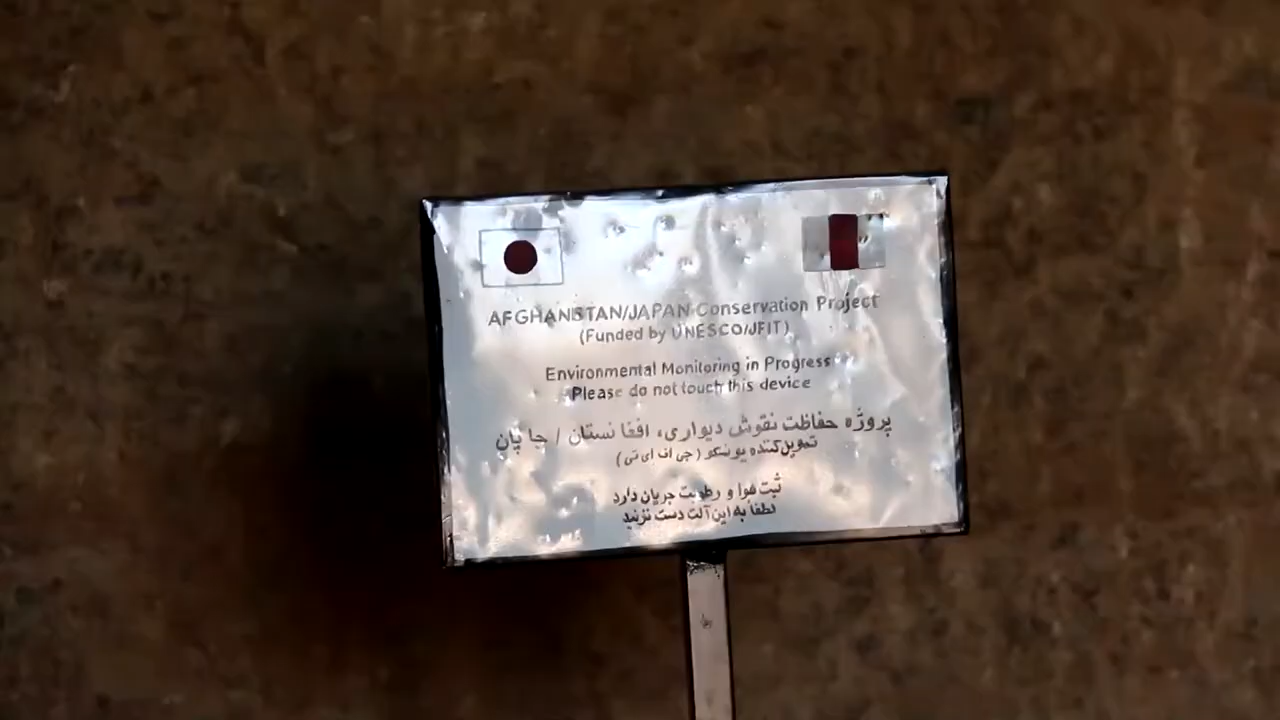 AFGHANISTAN/JAPAN Conservation Project
(Funded by UNESCO/JFIT)
Environmental Monitoring in Progress
Please do not touch this device
پروژه حفاظت نقوش دیواری، افغانستان / جاپان
تمویل‌کننده یونسکو (جی اف ای تی)
ثبت هوا و رطوبت جریان دارد
لطفاً به این آلت دست نزنید